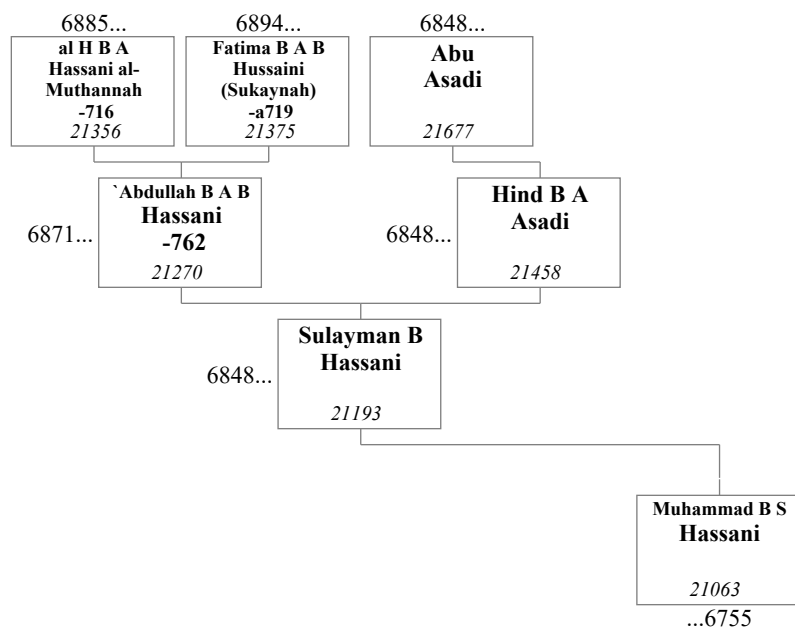 6885...
6894...
6848...
al H B A
Hassani al-
Muthannah
-716
21356
Fatima B A B
Hussaini
(Sukaynah)
-a719
21375
Abu
Asadi
21677
6871...
`Abdullah B A B
Hassani
-762
21270
6848...
Hind B A
Asadi
21458
6848...
Sulayman B
Hassani
21193
Muhammad B S
Hassani
21063
...6755